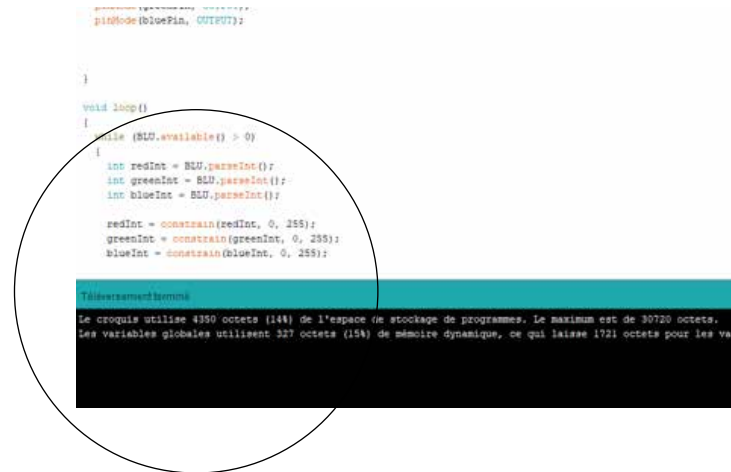 pinMode(greenPin, OUTPUT);
pinMode(bluePin, OUTPUT);
}
void loop()
{
while (BLU.available() > 0)
{
int redInt = BLU.parseInt();
int greenInt = BLU.parseInt();
int blueInt = BLU.parseInt();
redInt = constrain(redInt, 0, 255);
greenInt = constrain(greenInt, 0, 255);
blueInt = constrain(blueInt, 0, 255);
Téléversement terminé
Le croquis utilise 4350 octets (14%) de l'espace de stockage de programmes. Le maximum est de 30720 octets.
Les variables globales utilisent 327 octets (15%) de mémoire dynamique, ce qui laisse 1721 octets pour les va